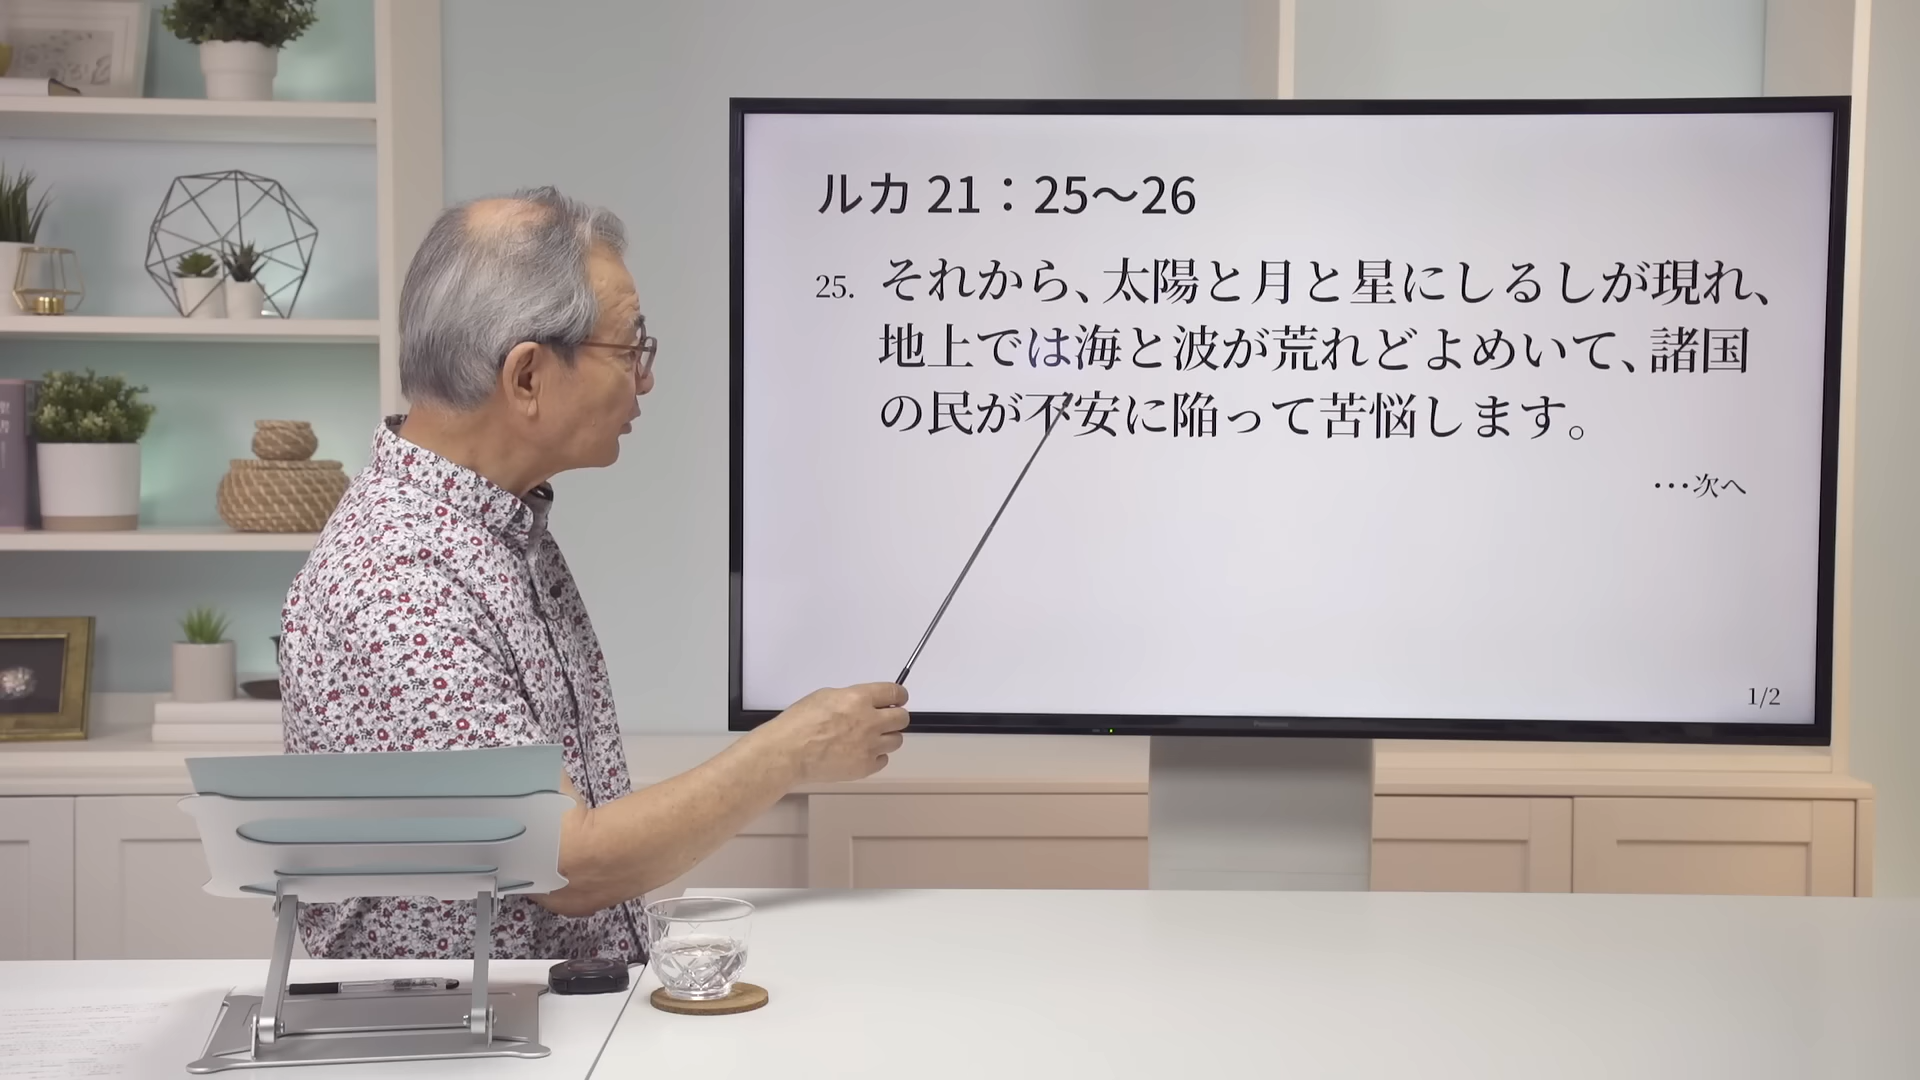 ルカ 21：25〜26
25. それから、太陽と月と星にしるしが現れ、
地上では海と波が荒れどよめいて、諸国
の民が不安に陥って苦悩します。
…次へ
1/2
Panasonic